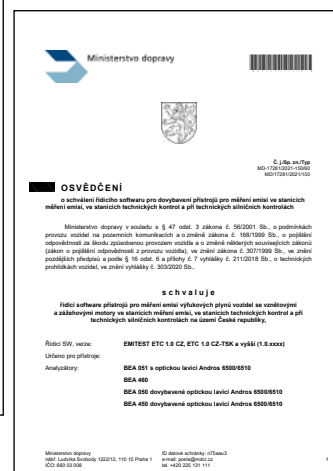 Ministerstvo dopravy
Č. j./Sp. zn./Typ
MD-17281/2021-150/60
MD/17281/2021/150
OSVĚDČENÍ
o schválení řídicího softwaru pro dovybavení přístrojů pro měření emisí ve stanicích
měření emisí, ve stanicích technických kontrol a při technických silničních kontrolách
Ministerstvo dopravy v souladu s § 47 odst. 3 zákona č. 56/2001 Sb., o podmínkách
provozu vozidel na pozemních komunikacích a o změně zákona č. 168/1999 Sb., o pojištění
odpovědnosti za škodu způsobenou provozem vozidla a o změně některých souvisejících zákonů
(zákon o pojištění odpovědnosti z provozu vozidla), ve znění zákona č. 307/1999 Sb., ve znění
pozdějších předpisů a podle § 16 odst. 6 a přílohy č. 7 vyhlášky č. 211/2018 Sb., o technických
prohlídkách vozidel, ve znění vyhlášky č. 303/2020 Sb.,
schvaluje
řídicí software přístrojů pro měření emisí výfukových plynů vozidel se vznětovými
a zážehovými motory ve stanicích měření emisí, ve stanicích technických kontrol a při
technických silničních kontrolách na území České republiky,
Řídicí SW, verze: EMITEST ETC 1.0 CZ, ETC 1.0 CZ-TSK a vyšší (1.0.xxxx)
Určeno pro přístroje:
Analyzátory: BEA 051 s optickou lavicí Andros 6500/6510
BEA 460
BEA 050 dovybavené optickou lavicí Andros 6500/6510
BEA 450 dovybavené optickou lavicí Andros 6500/6510
Ministerstvo dopravy ID datové schránky: n75aau3
nábř. Ludvíka Svobody 1222/12, 110 15 Praha 1 e-mail: posta@mdcr.cz 1
IČO: 660 03 008 tel. +420 225 131 111